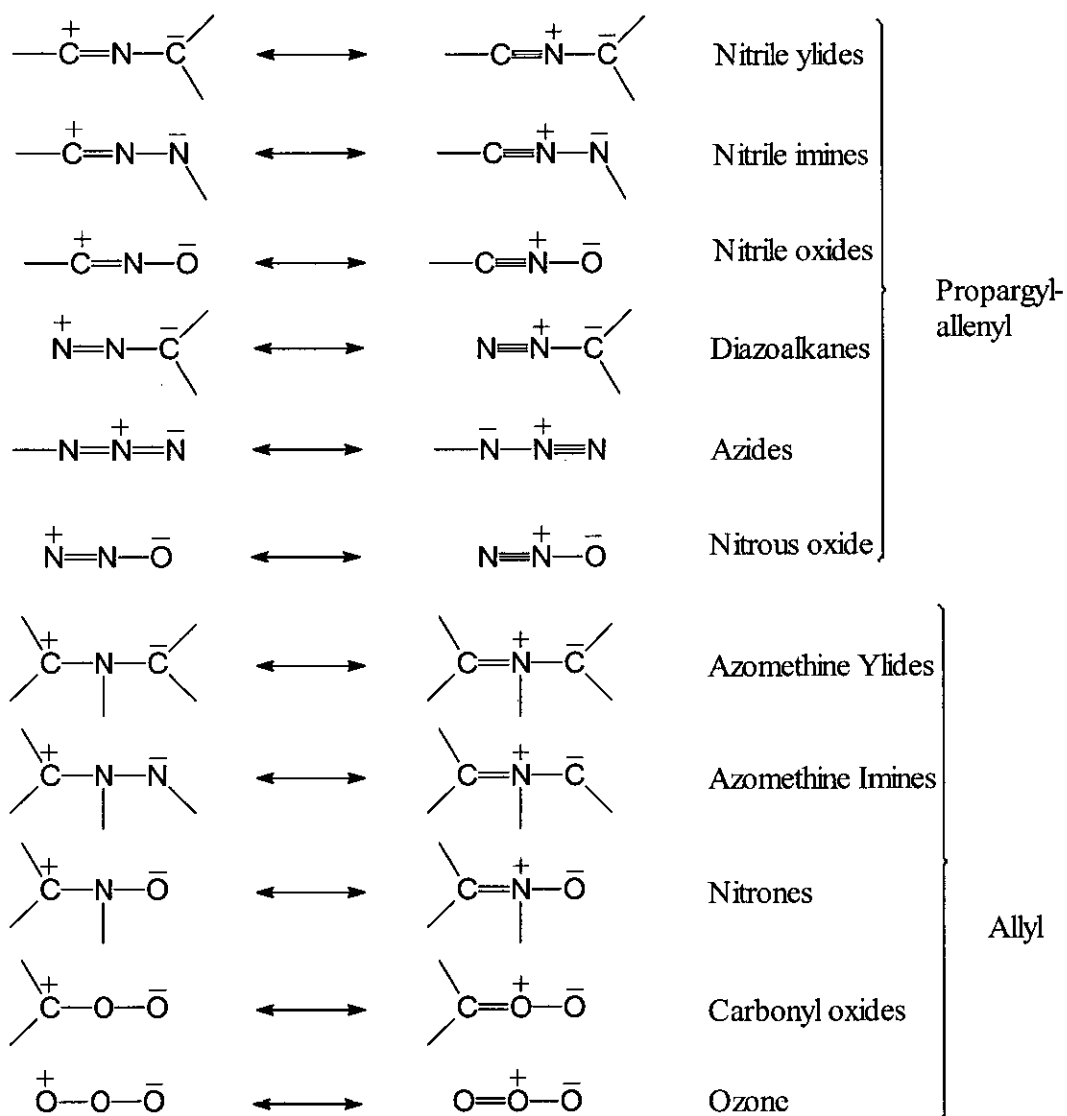 C=N—C ⟷ C≡N—C Nitrile ylides
+ − + −
C=N—N ⟷ C≡N—N Nitrile imines
+ − + −
C=N—O ⟷ C≡N—O Nitrile oxides
+ − + −
Propargyl-
allenyl
N=N—C ⟷ N≡N—C Diazoalkanes
+ − + −
N=N=N ⟷ N—N≡N Azides
+ − − +
N=N—O ⟷ N≡N—O Nitrous oxide
+ − + −
C—N—C ⟷ C=N—C Azomethine Ylides
+ − + −
C—N—N ⟷ C=N—C Azomethine Imines
+ − + −
C—N—O ⟷ C=N—O Nitrones
+ − + −
Allyl
C—O—O ⟷ C=O—O Carbonyl oxides
+ − + −
O—O—O ⟷ O=O—O Ozone
+ − + −